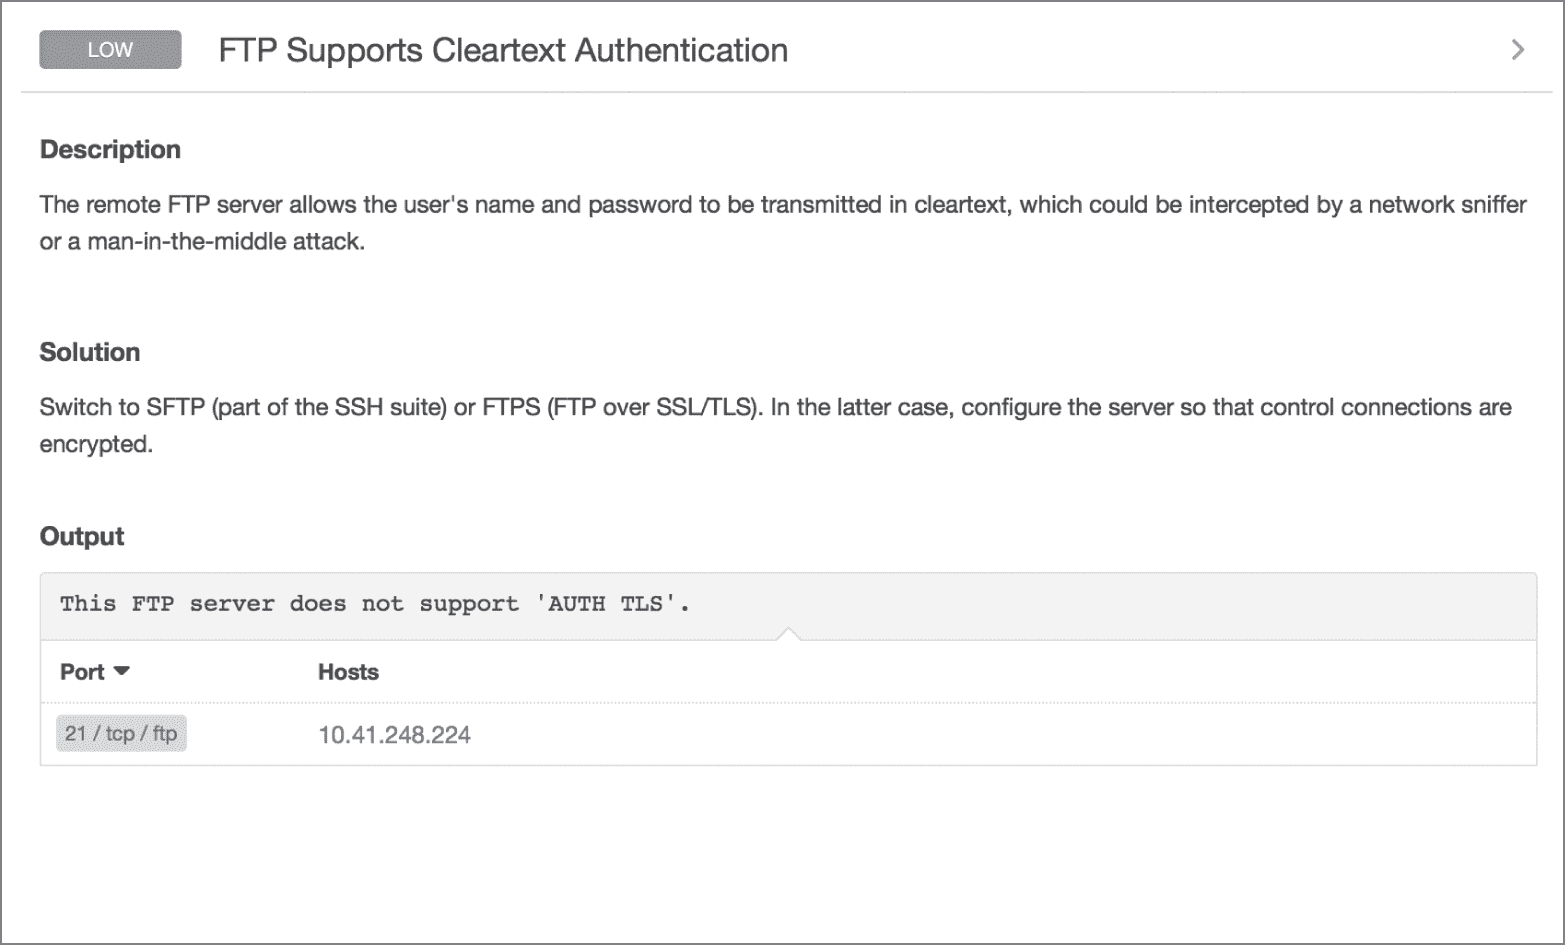 LOW FTP Supports Cleartext Authentication
Description
The remote FTP server allows the user's name and password to be transmitted in cleartext, which could be intercepted by a network sniffer
or a man-in-the-middle attack.
Solution
Switch to SFTP (part of the SSH suite) or FTPS (FTP over SSL/TLS). In the latter case, configure the server so that control connections are
encrypted.
Output
This FTP server does not support 'AUTH TLS'.
Port Hosts
21 / tcp / ftp 10.41.248.224